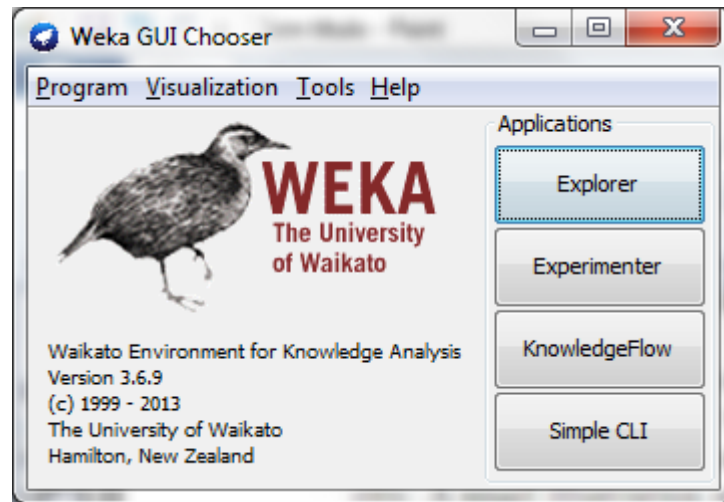 Weka GUI Chooser
Program Visualization Tools Help
WEKA
The University
of Waikato
Waikato Environment for Knowledge Analysis
Version 3.6.9
(c) 1999 - 2013
The University of Waikato
Hamilton, New Zealand
Applications
Explorer
Experimenter
KnowledgeFlow
Simple CLI